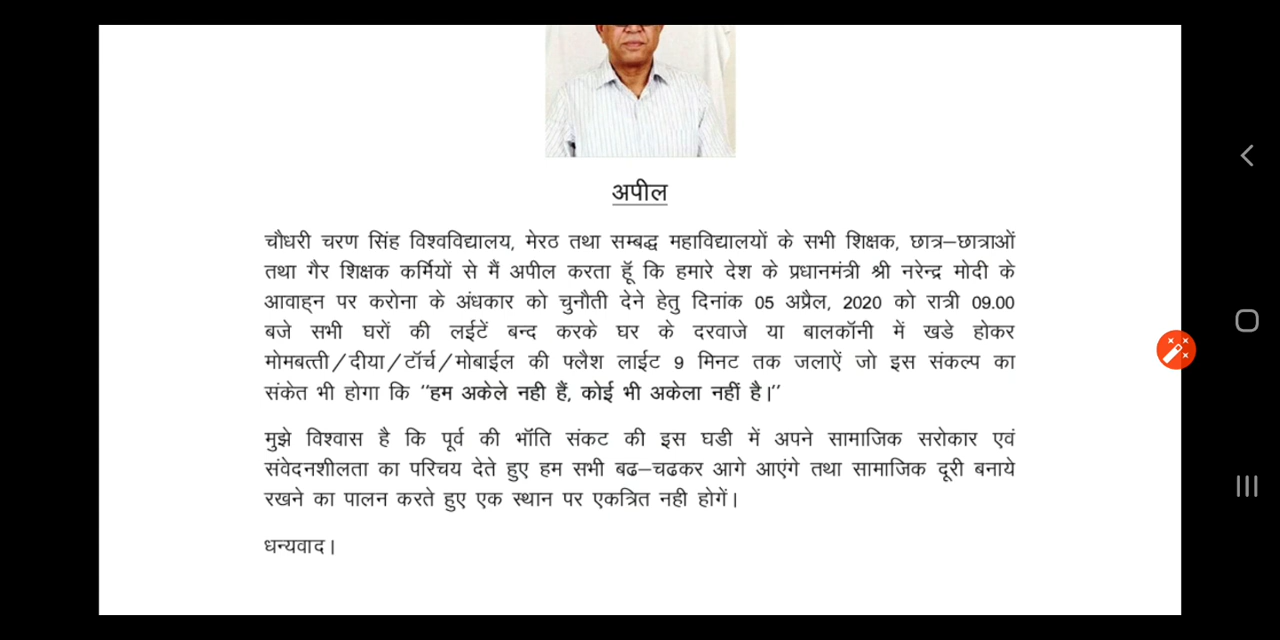 अपील
चौधरी चरण सिंह विश्वविद्यालय, मेरठ तथा सम्बद्ध महाविद्यालयों के सभी शिक्षक, छात्र–छात्राओं
तथा गैर शिक्षक कर्मियों से मैं अपील करता हूँ कि हमारे देश के प्रधानमंत्री श्री नरेन्द्र मोदी के
आवाह्न पर करोना के अंधकार को चुनौती देने हेतु दिनांक 05 अप्रैल, 2020 को रात्री 09.00
बजे सभी घरों की लाईटें बन्द करके घर के दरवाजे या बालकॉनी में खडे होकर
मोमबत्ती/दीया/टॉर्च/मोबाईल की फ्लैश लाईट 9 मिनट तक जलाऐं जो इस संकल्प का
संकेत भी होगा कि "हम अकेले नही हैं, कोई भी अकेला नहीं है।"
मुझे विश्वास है कि पूर्व की भॉति संकट की इस घडी में अपने सामाजिक सरोकार एवं
संवेदनशीलता का परिचय देते हुए हम सभी बढ–चढकर आगे आएंगे तथा सामाजिक दूरी बनाये
रखने का पालन करते हुए एक स्थान पर एकत्रित नही होगें।
धन्यवाद।